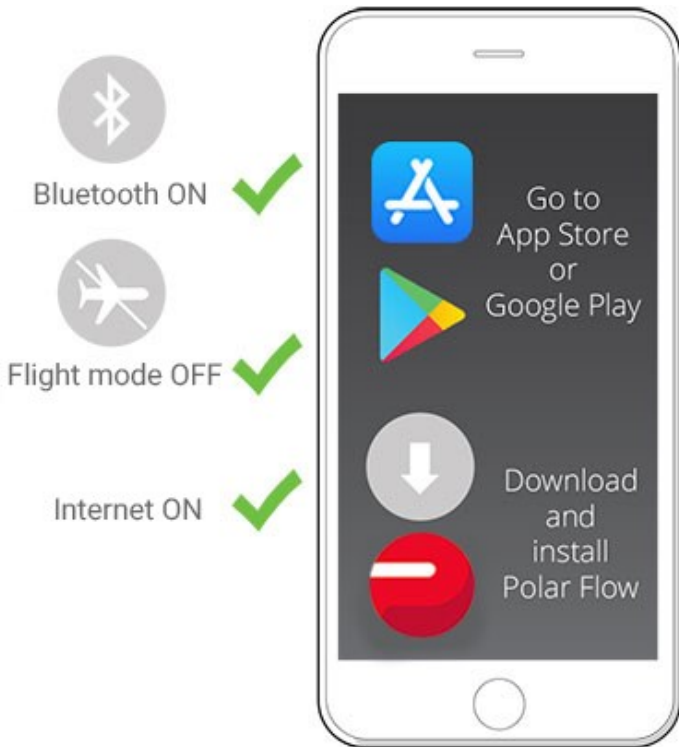 Bluetooth ON
Flight mode OFF
Internet ON
Go to
App Store
or
Google Play
Download
and
install
Polar Flow